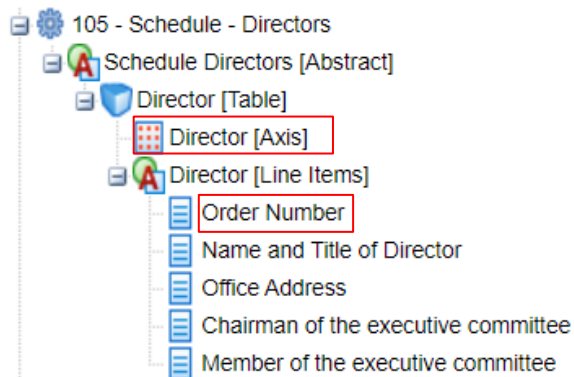 105 - Schedule - Directors
Schedule Directors [Abstract]
Director [Table]
Director [Axis]
Director [Line Items]
Order Number
Name and Title of Director
Office Address
Chairman of the executive committee
Member of the executive committee